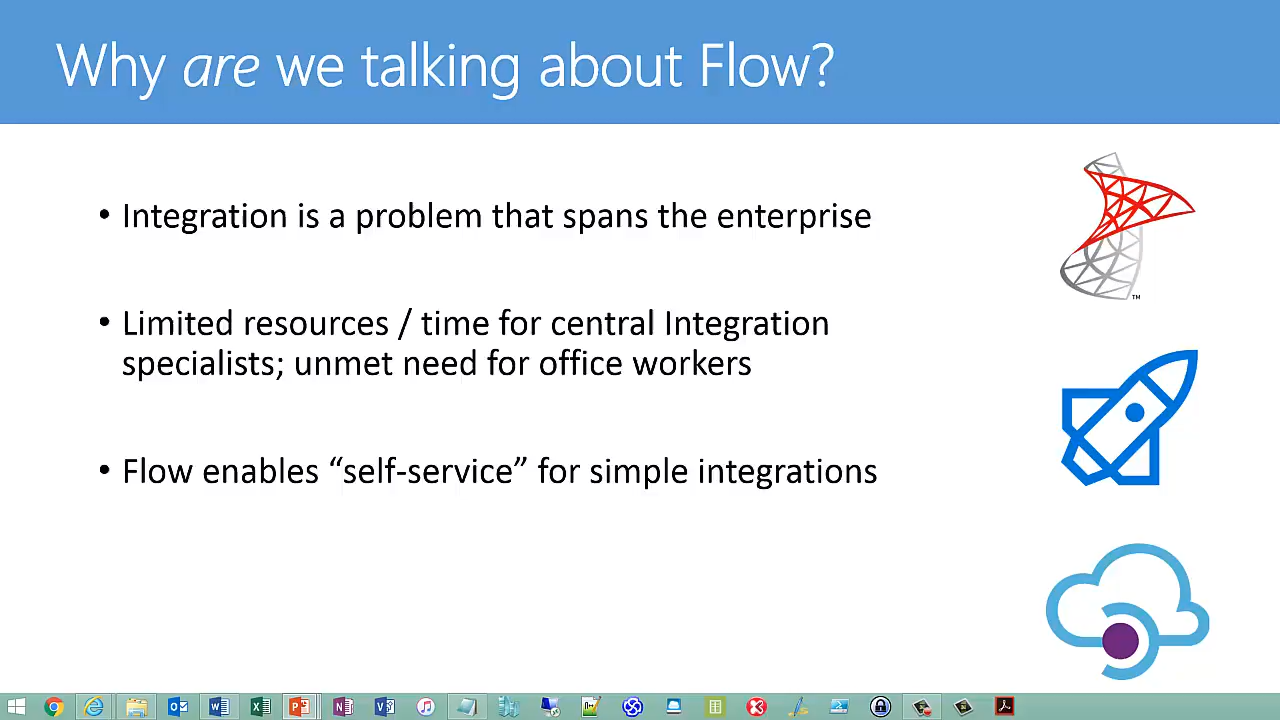 Why are we talking about Flow?
• Integration is a problem that spans the enterprise
• Limited resources / time for central Integration
specialists; unmet need for office workers
• Flow enables “self-service” for simple integrations
TM